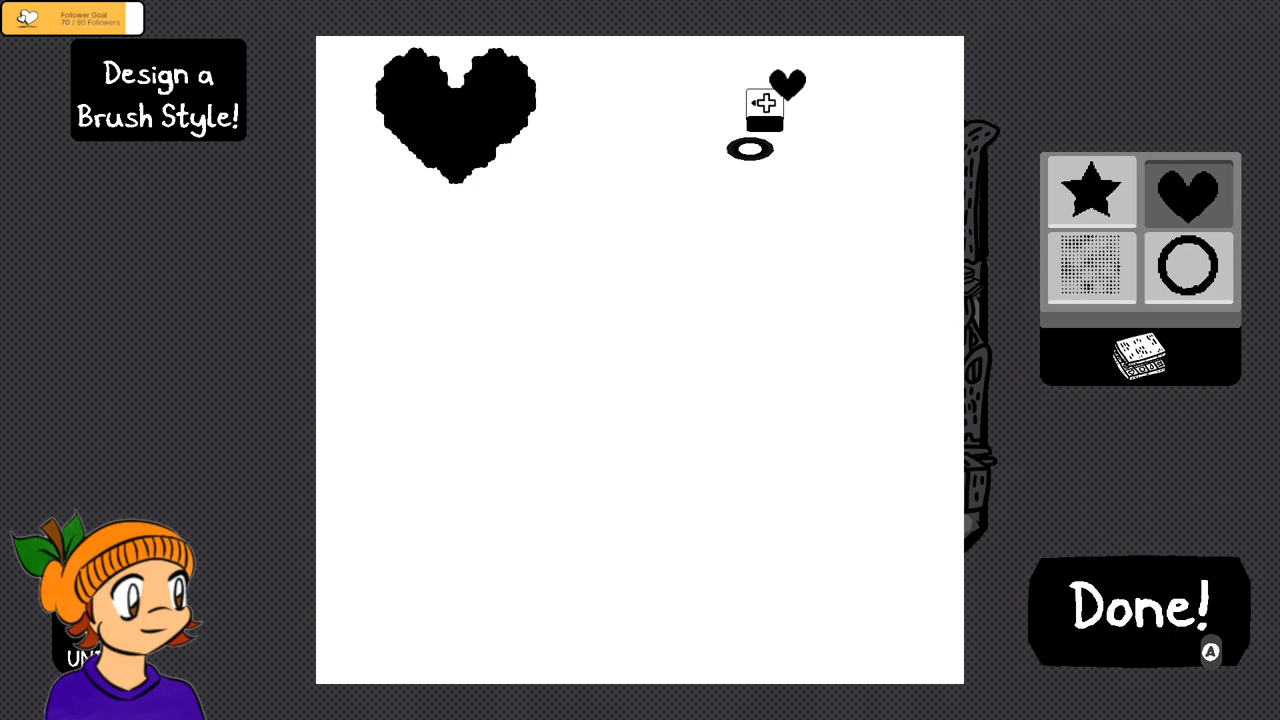 Follower Goal
70 / 80 Followers
Design a
Brush Style!
Done!
A